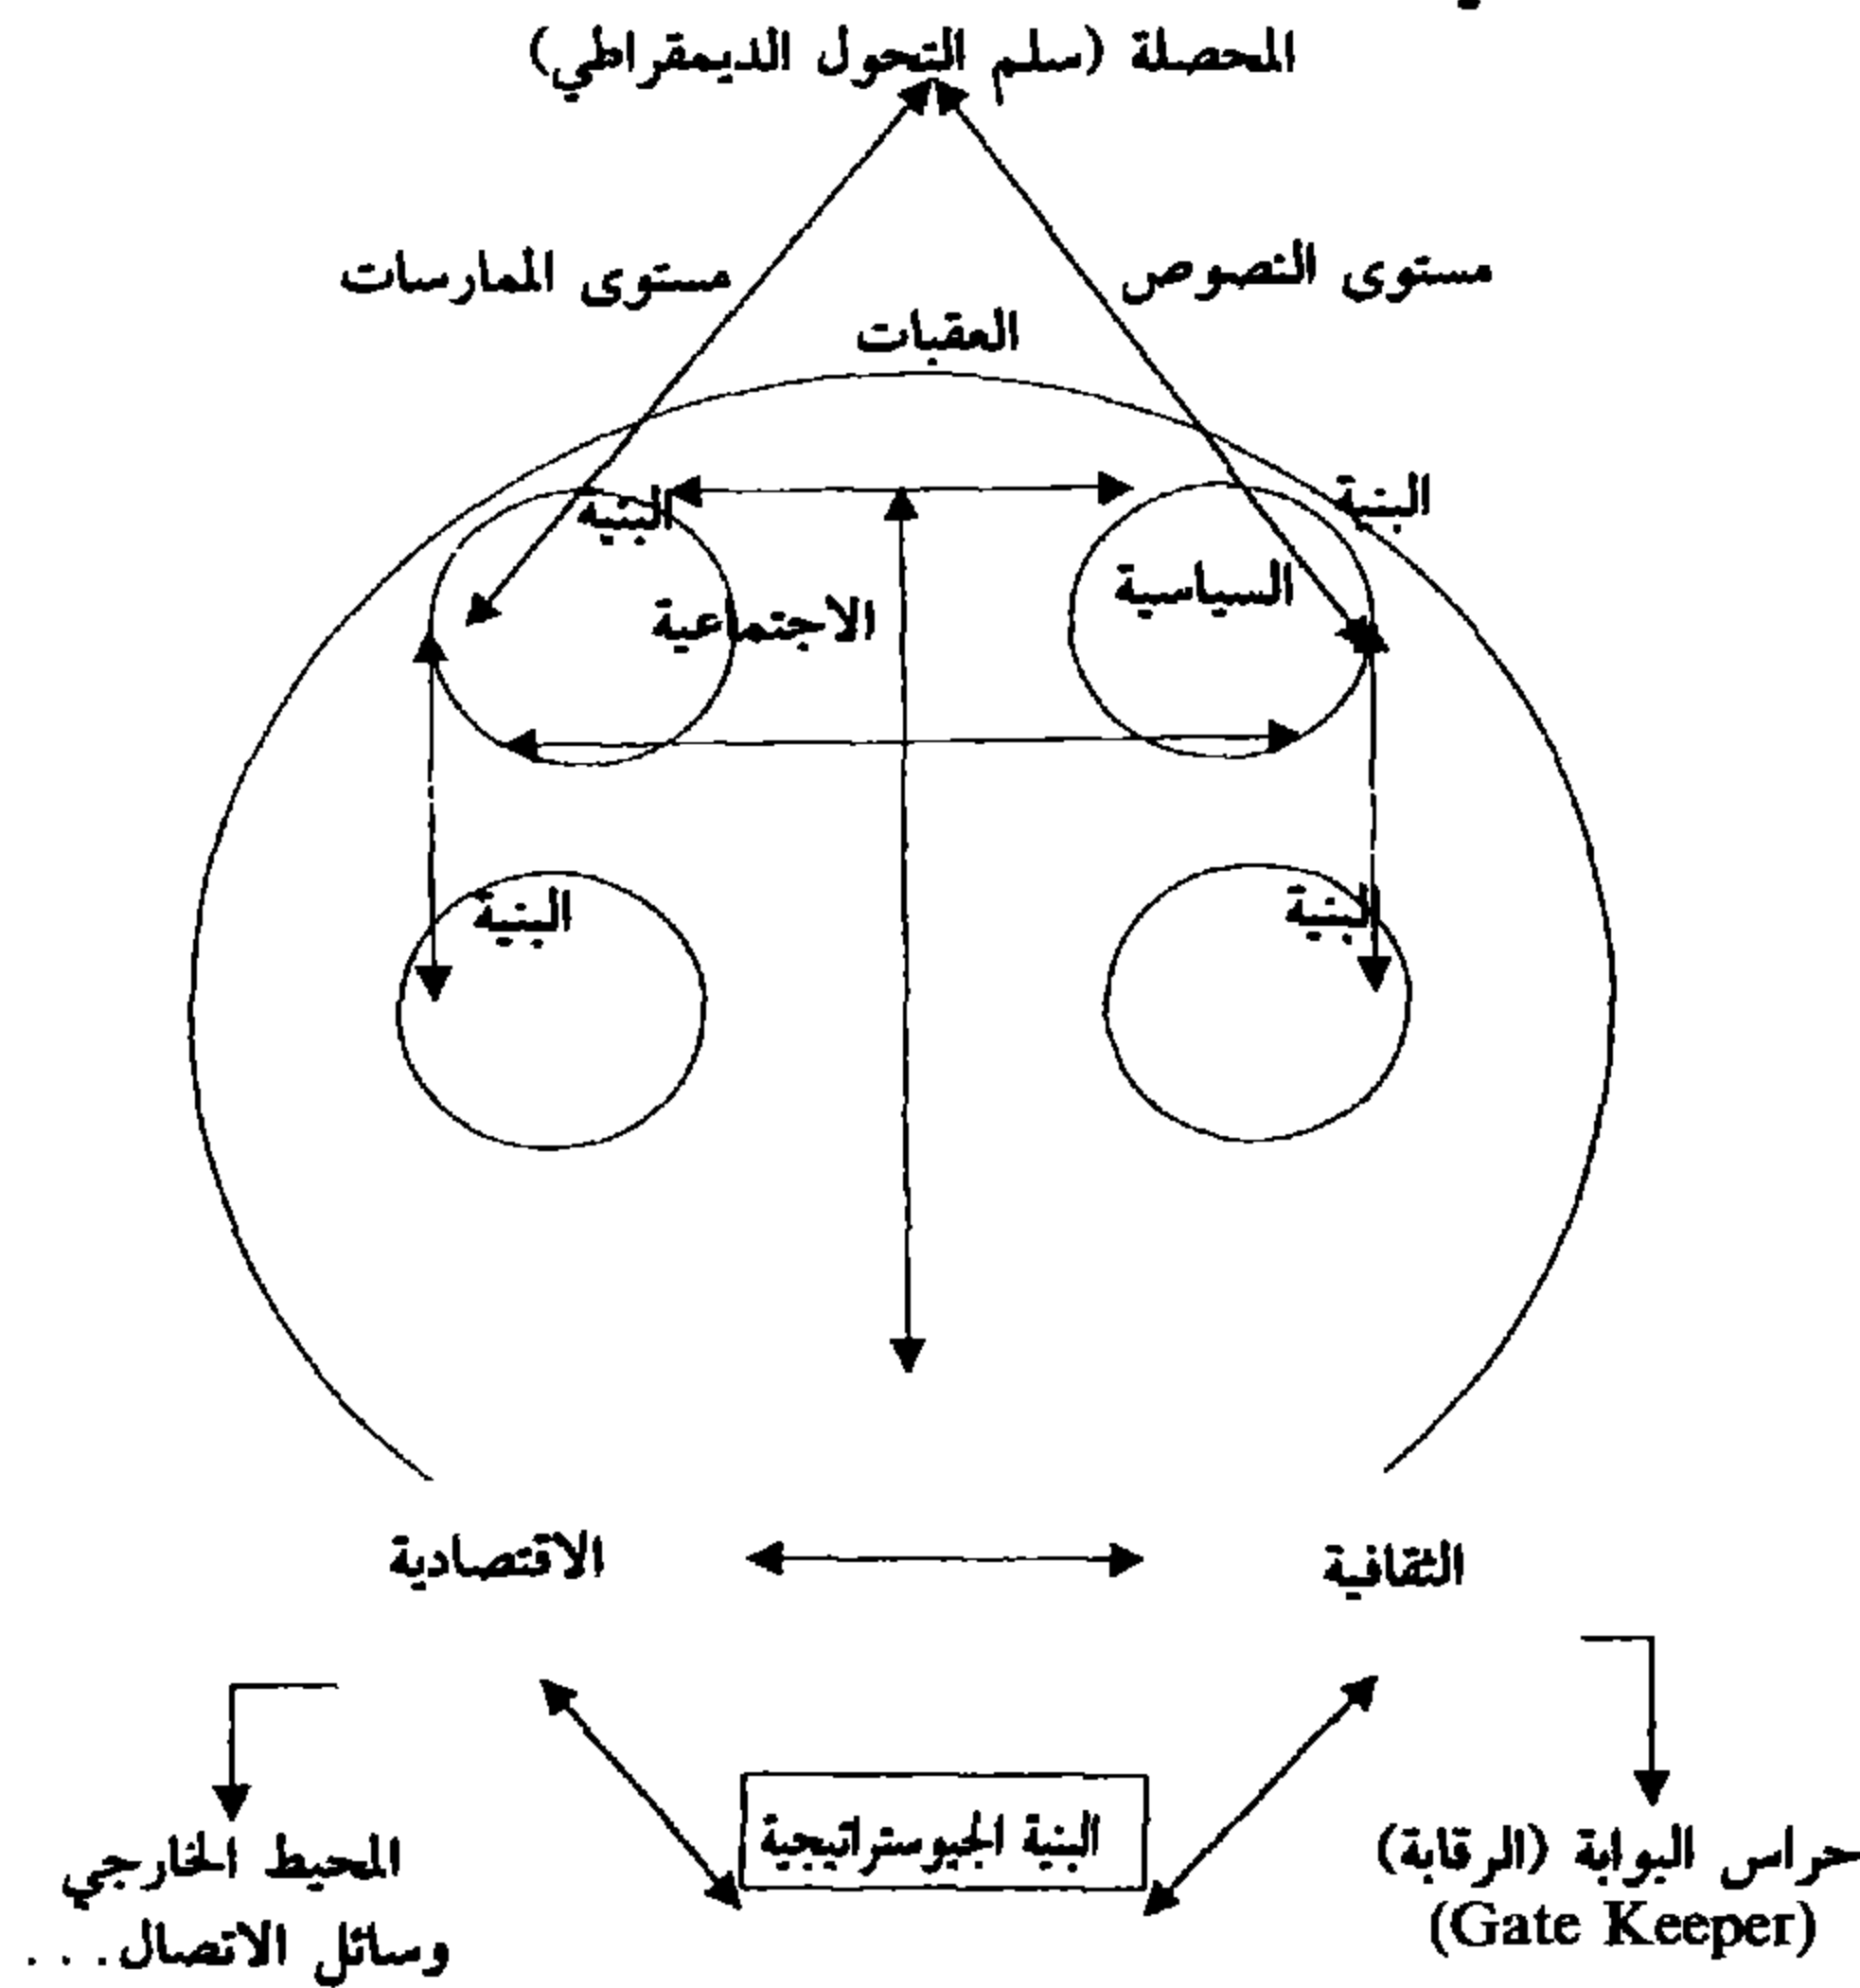 المحصلة (سلم التحول الديمقراطي)
مستوى النصوص
مستوى الممارسات
العقبات
البنية
البنية
السياسية
الاجتماعية
البنية
البنية
الثقافية
الاقتصادية
البنية الجيوستراتيجية
حراس البوابة (الرقابة)
(Gate Keeper)
المحيط الخارجي
وسائل الاتصال. . .